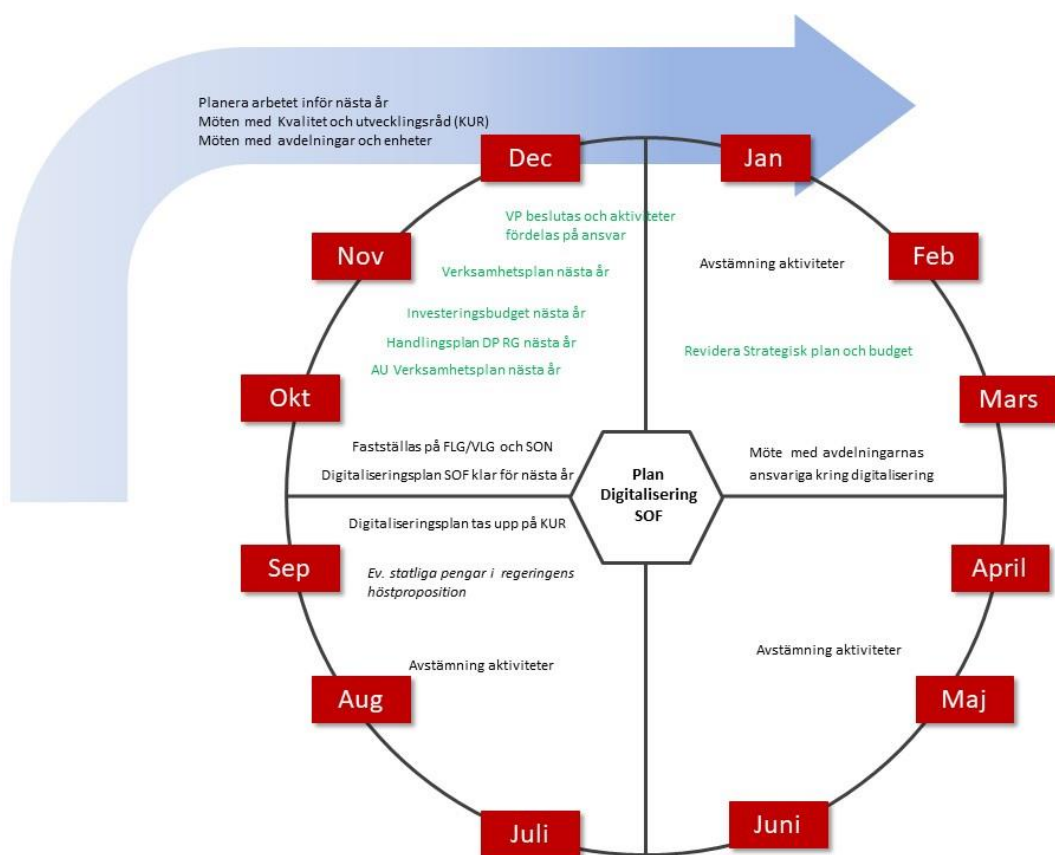 Planera arbetet inför nästa år
Möten med Kvalitet och utvecklingsråd (KUR)
Möten med avdelningar och enheter
Dec
Jan
VP beslutas och aktiviteter
fördelas på ansvar
Nov
Feb
Avstämning aktiviteter
Verksamhetsplan nästa år
Investeringsbudget nästa år
Handlingsplan DP RG nästa år
Revidera Strategisk plan och budget
AU Verksamhetsplan nästa år
Okt
Mars
Fastställas på FLG/VLG och SON
Digitaliseringsplan SOF klar för nästa år
Möte med avdelningarnas
ansvariga kring digitalisering
Plan
Digitalisering
SOF
Digitaliseringsplan tas upp på KUR
Sep
April
Ev. statliga pengar i regeringens
höstproposition
Avstämning aktiviteter
Avstämning aktiviteter
Aug
Maj
Juli
Juni